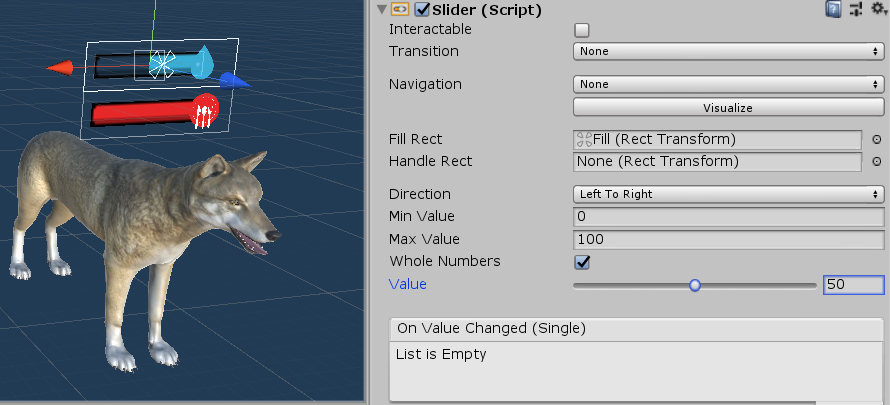 Slider (Script)
Interactable
Transition None
Navigation None
Visualize
Fill Rect Fill (Rect Transform)
Handle Rect None (Rect Transform)
Direction Left To Right
Min Value 0
Max Value 100
Whole Numbers
Value 50
On Value Changed (Single)
List is Empty